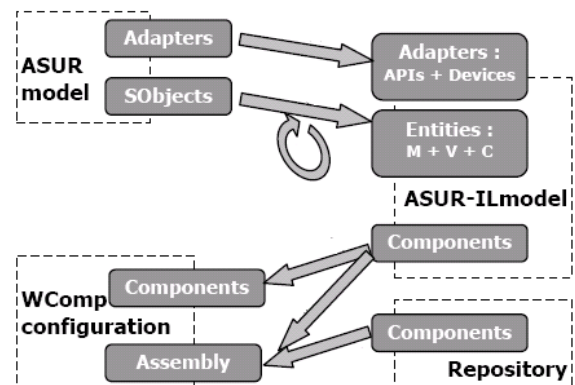 Adapters
ASUR
model
SObjects
Adapters :
APIs + Devices
Entities :
M + V + C
ASUR-ILmodel
Components
Components
WComp
configuration
Assembly
Components
Repository